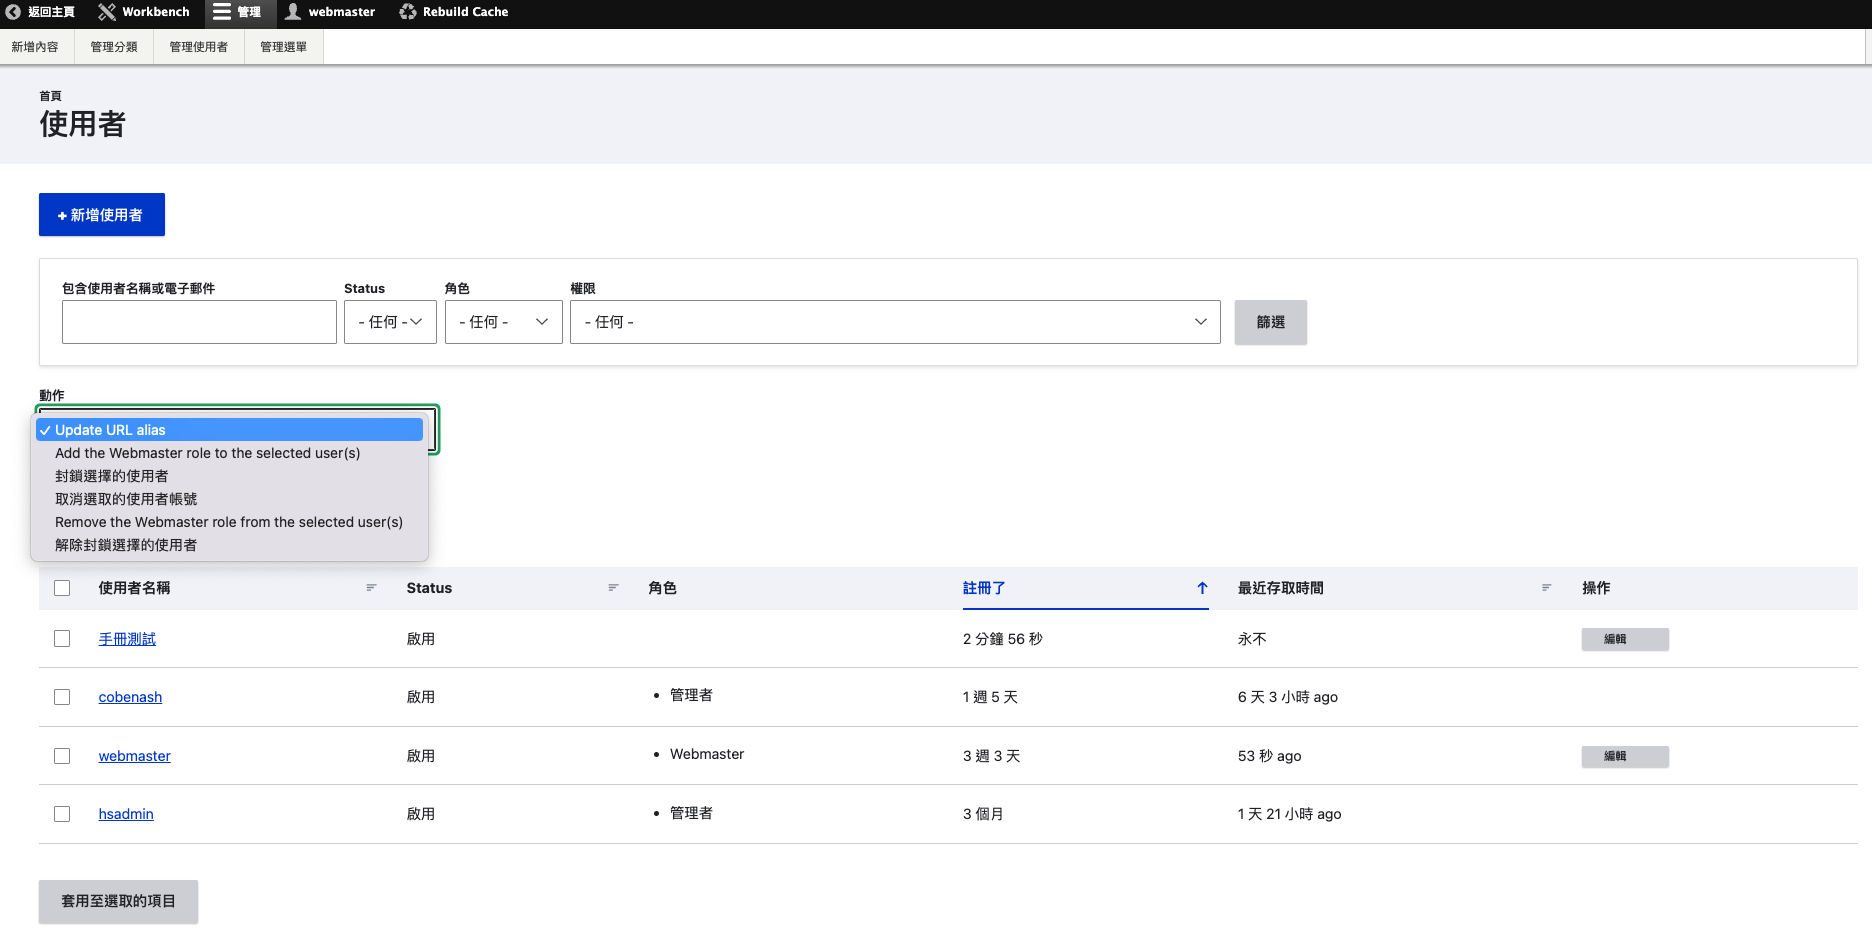 返回主頁 Workbench 管理 webmaster Rebuild Cache
新增內容 管理分類 管理使用者 管理選單
首頁
使用者
+ 新增使用者
包含使用者名稱或電子郵件 Status 角色 權限
- 任何 - - 任何 - - 任何 - 篩選
動作
✓ Update URL alias
Add the Webmaster role to the selected user(s)
封鎖選擇的使用者
取消選取的使用者帳號
Remove the Webmaster role from the selected user(s)
解除封鎖選擇的使用者
使用者名稱 Status 角色 註冊了 最近存取時間 操作
手冊測試 啟用 2 分鐘 56 秒 永不 編輯
cobenash 啟用 • 管理者 1 週 5 天 6 天 3 小時 ago
webmaster 啟用 • Webmaster 3 週 3 天 53 秒 ago 編輯
hsadmin 啟用 • 管理者 3 個月 1 天 21 小時 ago
套用至選取的項目